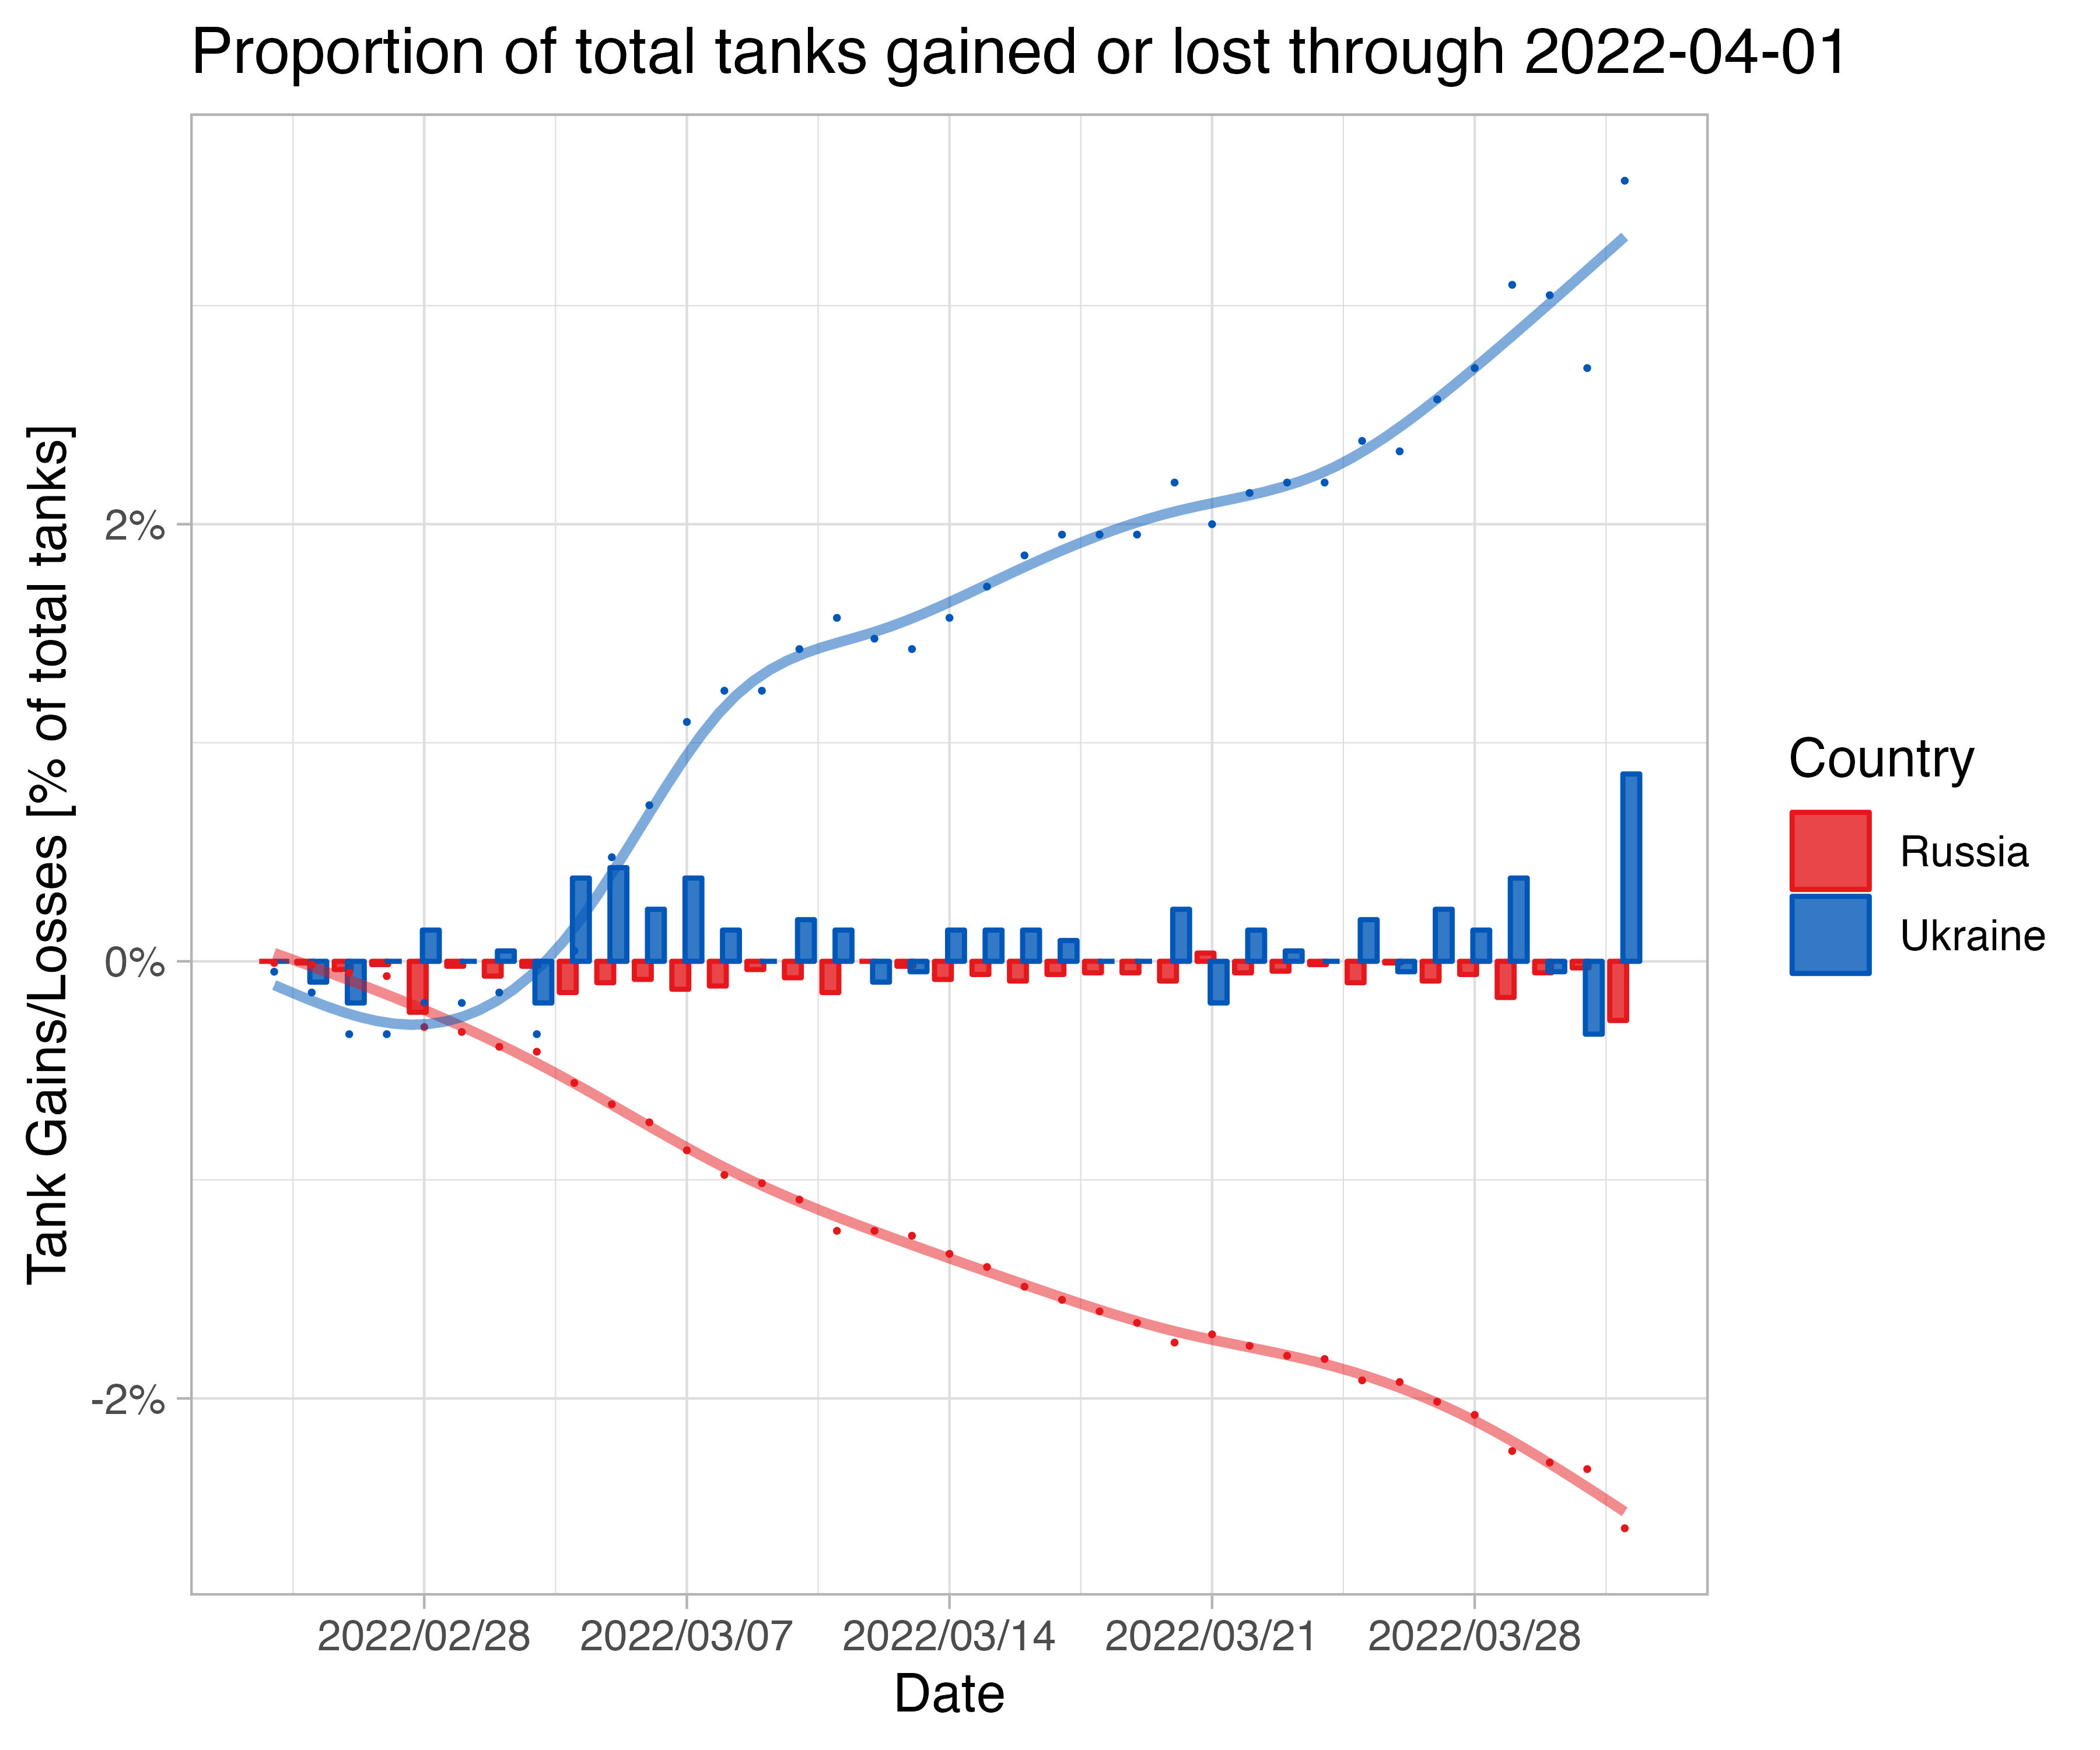 Proportion of total tanks gained or lost through 2022-04-01
Tank Gains/Losses [% of total tanks]
2%
0%
-2%
2022/02/28
2022/03/07
2022/03/14
2022/03/21
2022/03/28
Date
Country
Russia
Ukraine